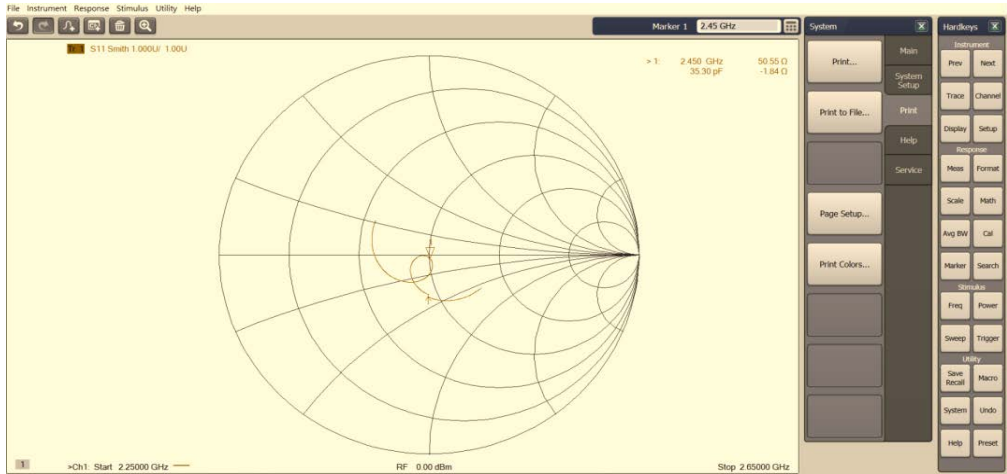 File Instrument Response Stimulus Utility Help
Marker 1 2.45 GHz
Tr 1 S11 Smith 1.000U/ 1.00U
> 1: 2.450 GHz 50.55 Ω
35.30 pF -1.84 Ω
1
1
>Ch1: Start 2.25000 GHz
RF 0.00 dBm
Stop 2.65000 GHz
System X
Print...
Print to File...
Page Setup...
Print Colors...
Main
System
Setup
Print
Help
Service
Hardkeys X
Instrument
Prev Next
Trace Channel
Display Setup
Response
Meas Format
Scale Math
Avg BW Cal
Marker Search
Stimulus
Freq Power
Sweep Trigger
Utility
Save
Recall Macro
System Undo
Help Preset